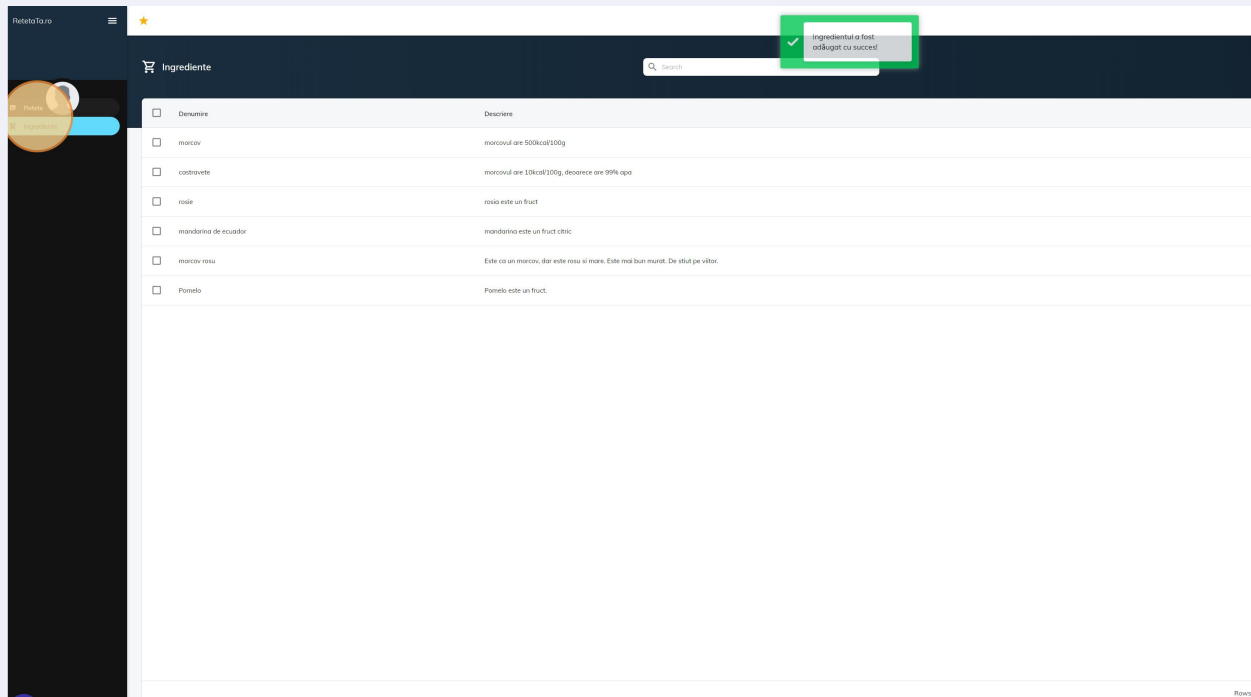 RetetaTa.ro
Ingredientul a fost
adăugat cu succes!
Ingrediente
Search
Retete
Ingrediente
Denumire Descriere
morcov morcovul are 500kcal/100g
castravete morcovul are 10kcal/100g, deoarece are 99% apa
rosie rosia este un fruct
mandarina de ecuador mandarina este un fruct citric
morcov rosu Este ca un morcov, dar este rosu si mare. Este mai bun murat. De stiut pe viitor.
Pomelo Pomelo este un fruct.
Rows